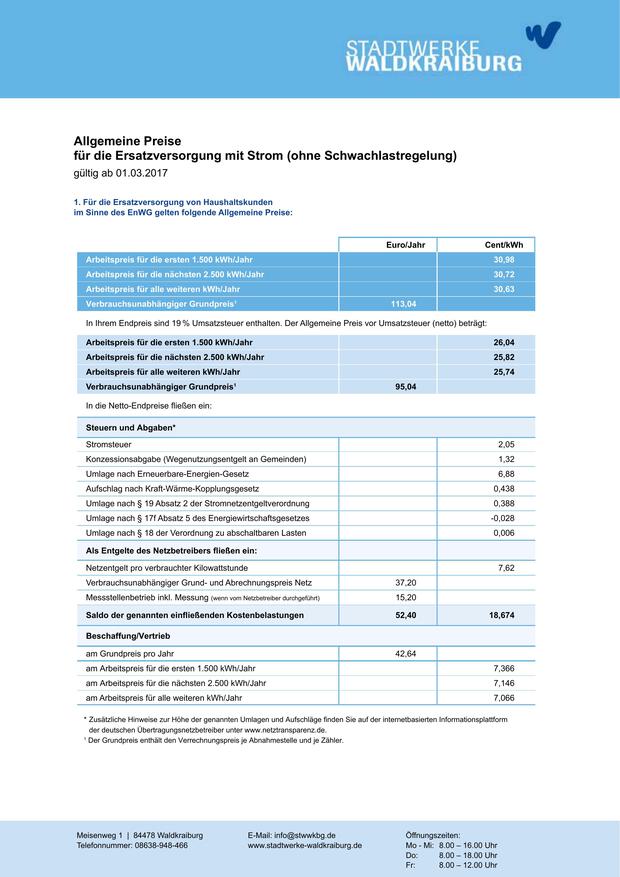 STADTWERKE
WALDKRAIBURG
Allgemeine Preise
für die Ersatzversorgung mit Strom (ohne Schwachlastregelung)
gültig ab 01.03.2017
1. Für die Ersatzversorgung von Haushaltskunden
im Sinne des EnWG gelten folgende Allgemeine Preise:
Euro/Jahr Cent/kWh
Arbeitspreis für die ersten 1.500 kWh/Jahr 30,98
Arbeitspreis für die nächsten 2.500 kWh/Jahr 30,72
Arbeitspreis für alle weiteren kWh/Jahr 30,63
Verbrauchsunabhängiger Grundpreis¹ 113,04
In Ihrem Endpreis sind 19 % Umsatzsteuer enthalten. Der Allgemeine Preis vor Umsatzsteuer (netto) beträgt:
Arbeitspreis für die ersten 1.500 kWh/Jahr 26,04
Arbeitspreis für die nächsten 2.500 kWh/Jahr 25,82
Arbeitspreis für alle weiteren kWh/Jahr 25,74
Verbrauchsunabhängiger Grundpreis¹ 95,04
In die Netto-Endpreise fließen ein:
Steuern und Abgaben*
Stromsteuer 2,05
Konzessionsabgabe (Wegenutzungsentgelt an Gemeinden) 1,32
Umlage nach Erneuerbare-Energien-Gesetz 6,88
Aufschlag nach Kraft-Wärme-Kopplungsgesetz 0,438
Umlage nach § 19 Absatz 2 der Stromnetzentgeltverordnung 0,388
Umlage nach § 17f Absatz 5 des Energiewirtschaftsgesetzes -0,028
Umlage nach § 18 der Verordnung zu abschaltbaren Lasten 0,006
Als Entgelte des Netzbetreibers fließen ein:
Netzentgelt pro verbrauchter Kilowattstunde 7,62
Verbrauchsunabhängiger Grund- und Abrechnungspreis Netz 37,20
Messstellenbetrieb inkl. Messung (wenn vom Netzbetreiber durchgeführt) 15,20
Saldo der genannten einfließenden Kostenbelastungen 52,40 18,674
Beschaffung/Vertrieb
am Grundpreis pro Jahr 42,64
am Arbeitspreis für die ersten 1.500 kWh/Jahr 7,366
am Arbeitspreis für die nächsten 2.500 kWh/Jahr 7,146
am Arbeitspreis für alle weiteren kWh/Jahr 7,066
* Zusätzliche Hinweise zur Höhe der genannten Umlagen und Aufschläge finden Sie auf der internetbasierten Informationsplattform
der deutschen Übertragungsnetzbetreiber unter www.netztransparenz.de.
¹ Der Grundpreis enthält den Verrechnungspreis je Abnahmestelle und je Zähler.
Meisenweg 1 | 84478 Waldkraiburg E-Mail: info@stwwkbg.de Öffnungszeiten:
Telefonnummer: 08638-948-466 www.stadtwerke-waldkraiburg.de Mo - Mi: 8.00 – 16.00 Uhr
Do: 8.00 – 18.00 Uhr
Fr: 8.00 – 12.00 Uhr